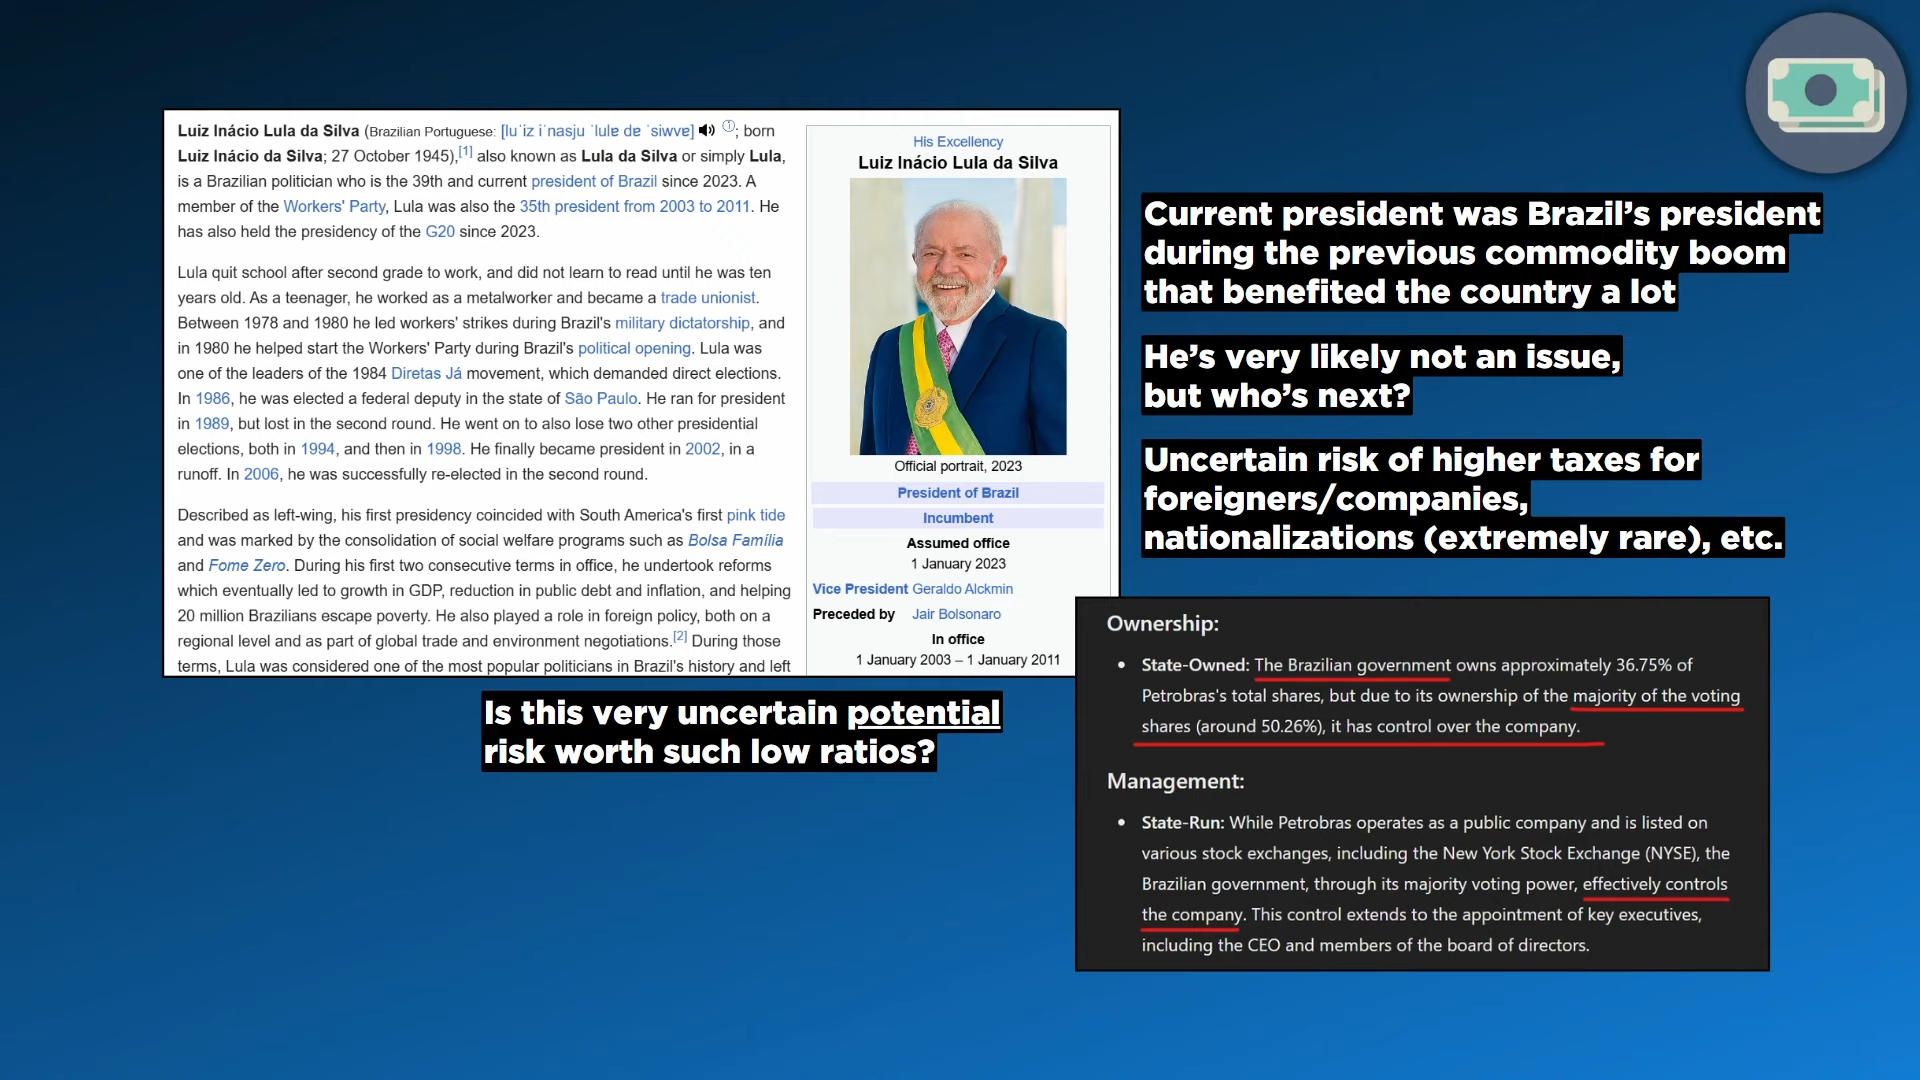 Luiz Inácio Lula da Silva (Brazilian Portuguese: [luˈiz iˈnasju ˈlulɐ dɐ ˈsiwvɐ] ⓘ; born
Luiz Inácio da Silva; 27 October 1945),[1] also known as Lula da Silva or simply Lula,
is a Brazilian politician who is the 39th and current president of Brazil since 2023. A
member of the Workers' Party, Lula was also the 35th president from 2003 to 2011. He
has also held the presidency of the G20 since 2023.
Lula quit school after second grade to work, and did not learn to read until he was ten
years old. As a teenager, he worked as a metalworker and became a trade unionist.
Between 1978 and 1980 he led workers' strikes during Brazil's military dictatorship, and
in 1980 he helped start the Workers' Party during Brazil's political opening. Lula was
one of the leaders of the 1984 Diretas Já movement, which demanded direct elections.
In 1986, he was elected a federal deputy in the state of São Paulo. He ran for president
in 1989, but lost in the second round. He went on to also lose two other presidential
elections, both in 1994, and then in 1998. He finally became president in 2002, in a
runoff. In 2006, he was successfully re-elected in the second round.
Described as left-wing, his first presidency coincided with South America's first pink tide
and was marked by the consolidation of social welfare programs such as Bolsa Família
and Fome Zero. During his first two consecutive terms in office, he undertook reforms
which eventually led to growth in GDP, reduction in public debt and inflation, and helping
20 million Brazilians escape poverty. He also played a role in foreign policy, both on a
regional level and as part of global trade and environment negotiations.[2] During those
terms, Lula was considered one of the most popular politicians in Brazil's history and left
His Excellency
Luiz Inácio Lula da Silva
Official portrait, 2023
President of Brazil
Incumbent
Assumed office
1 January 2023
Vice President Geraldo Alckmin
Preceded by Jair Bolsonaro
In office
1 January 2003 – 1 January 2011
Current president was Brazil's president
during the previous commodity boom
that benefited the country a lot
He's very likely not an issue,
but who's next?
Uncertain risk of higher taxes for
foreigners/companies,
nationalizations (extremely rare), etc.
Is this very uncertain potential
risk worth such low ratios?
Ownership:
• State-Owned: The Brazilian government owns approximately 36.75% of
Petrobras's total shares, but due to its ownership of the majority of the voting
shares (around 50.26%), it has control over the company.
Management:
• State-Run: While Petrobras operates as a public company and is listed on
various stock exchanges, including the New York Stock Exchange (NYSE), the
Brazilian government, through its majority voting power, effectively controls
the company. This control extends to the appointment of key executives,
including the CEO and members of the board of directors.